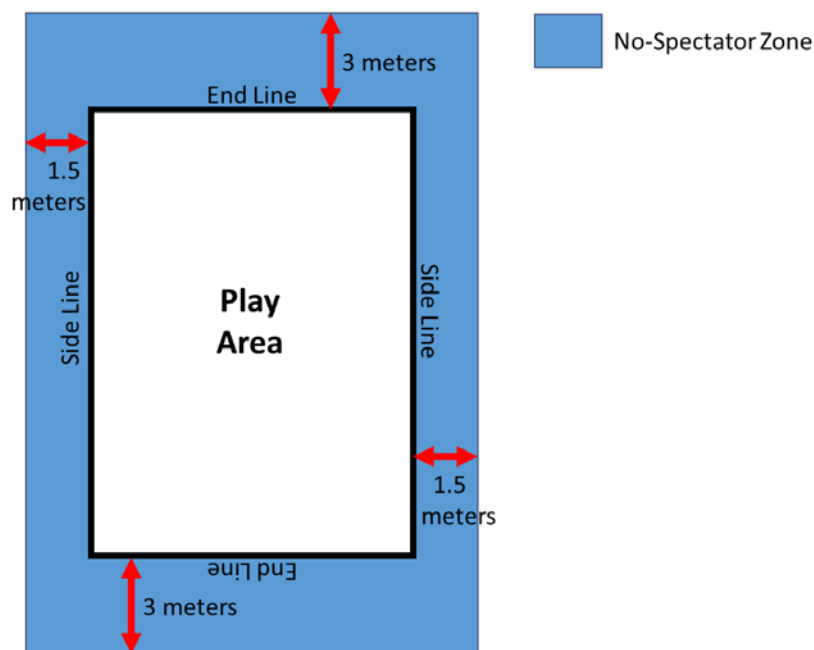 3 meters
No-Spectator Zone
End Line
1.5
meters
Side Line
Play
Area
Side Line
1.5
meters
End Line
3 meters